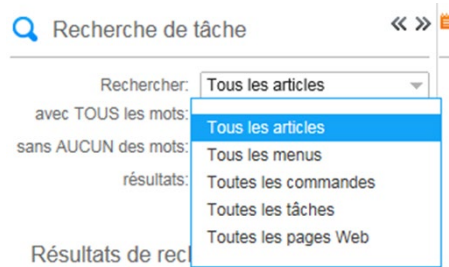 Recherche de tâche « »
Rechercher: Tous les articles
avec TOUS les mots:
Tous les articles
sans AUCUN des mots:
Tous les menus
résultats: Toutes les commandes
Toutes les tâches
Toutes les pages Web
Résultats de